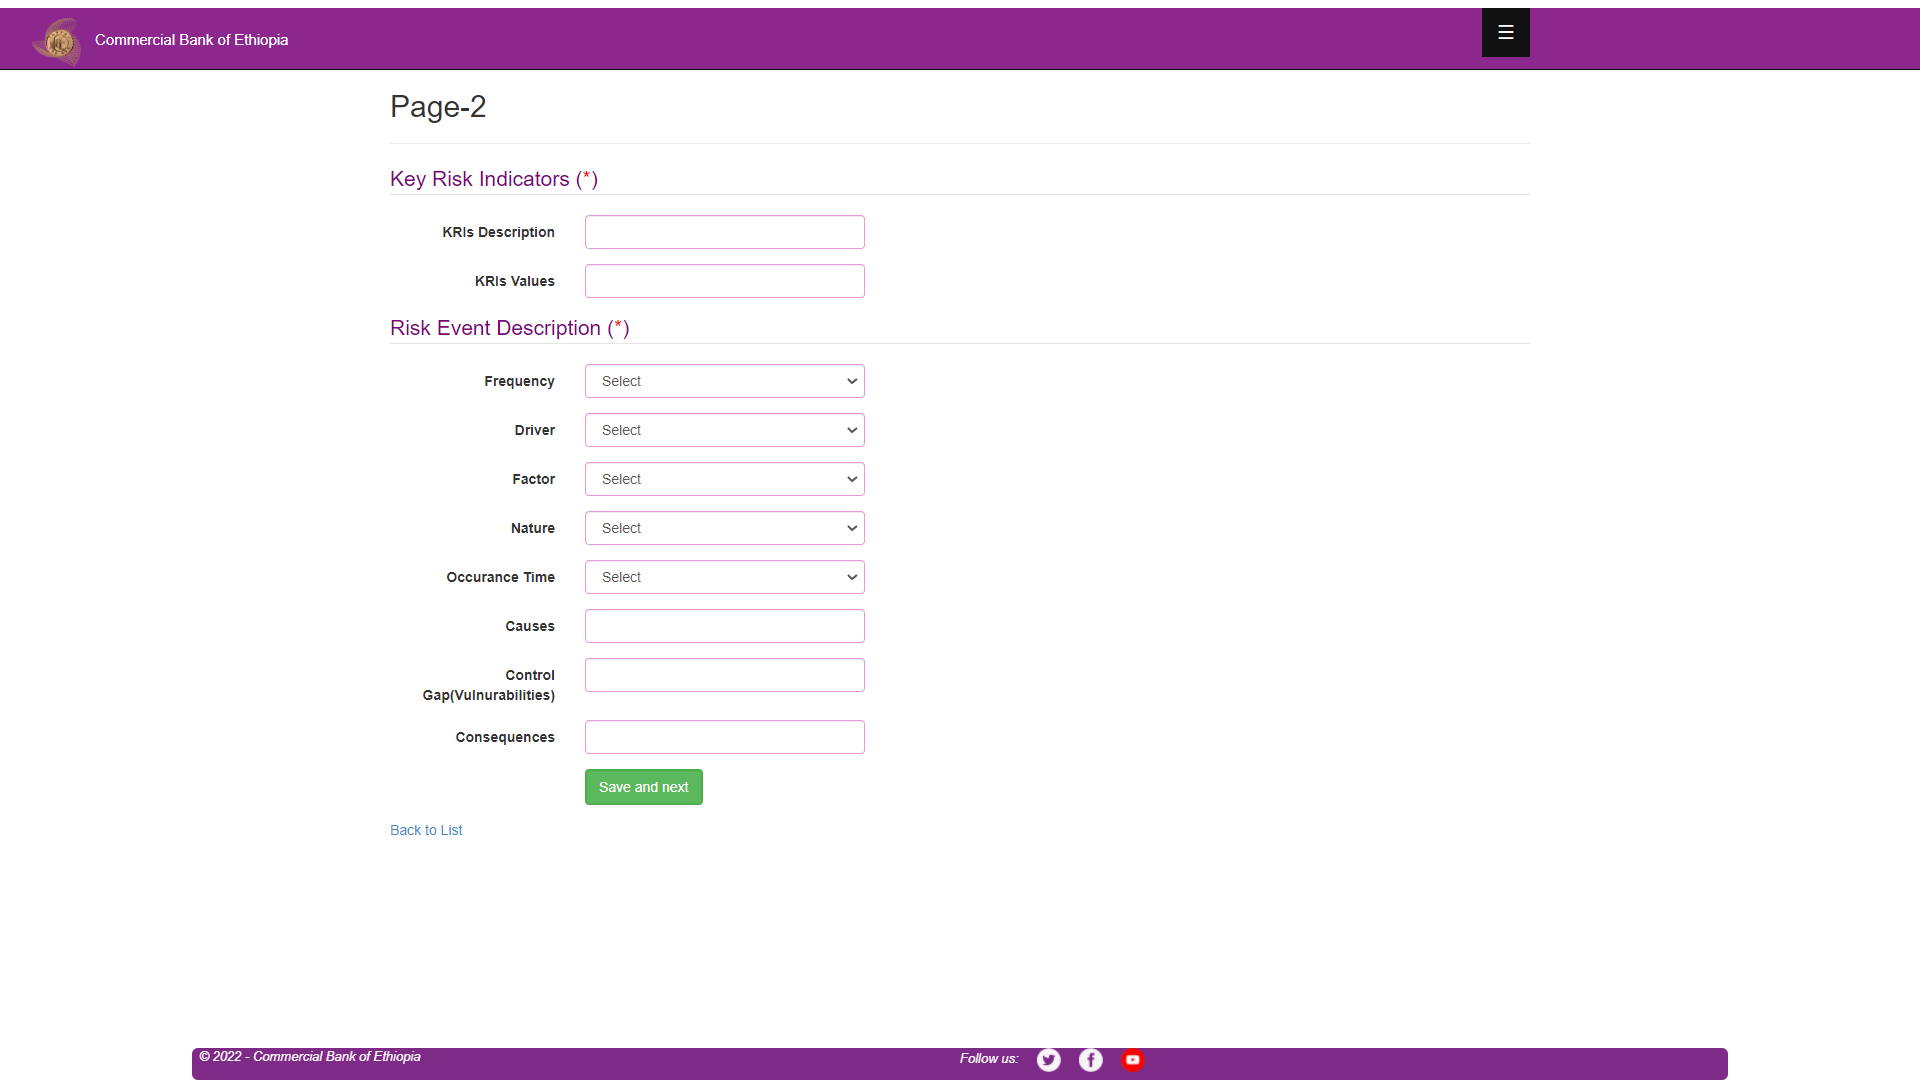 Commercial Bank of Ethiopia
☰
Page-2
Key Risk Indicators (*)
KRIs Description
KRIs Values
Risk Event Description (*)
Frequency Select
Driver Select
Factor Select
Nature Select
Occurance Time Select
Causes
Control
Gap(Vulnurabilities)
Consequences
Save and next
Back to List
© 2022 - Commercial Bank of Ethiopia Follow us: